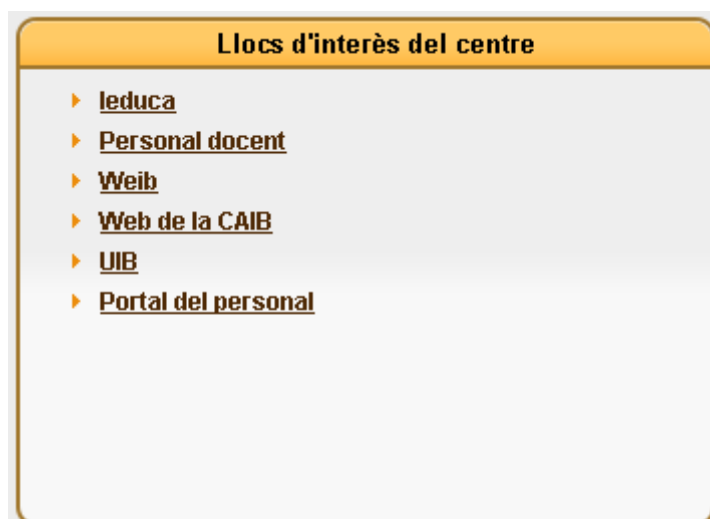 Llocs d'interès del centre
Ieduca
Personal docent
Weib
Web de la CAIB
UIB
Portal del personal